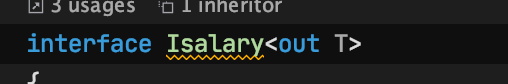 3 usages 1 inheritor
interface Isalary<out T>
{